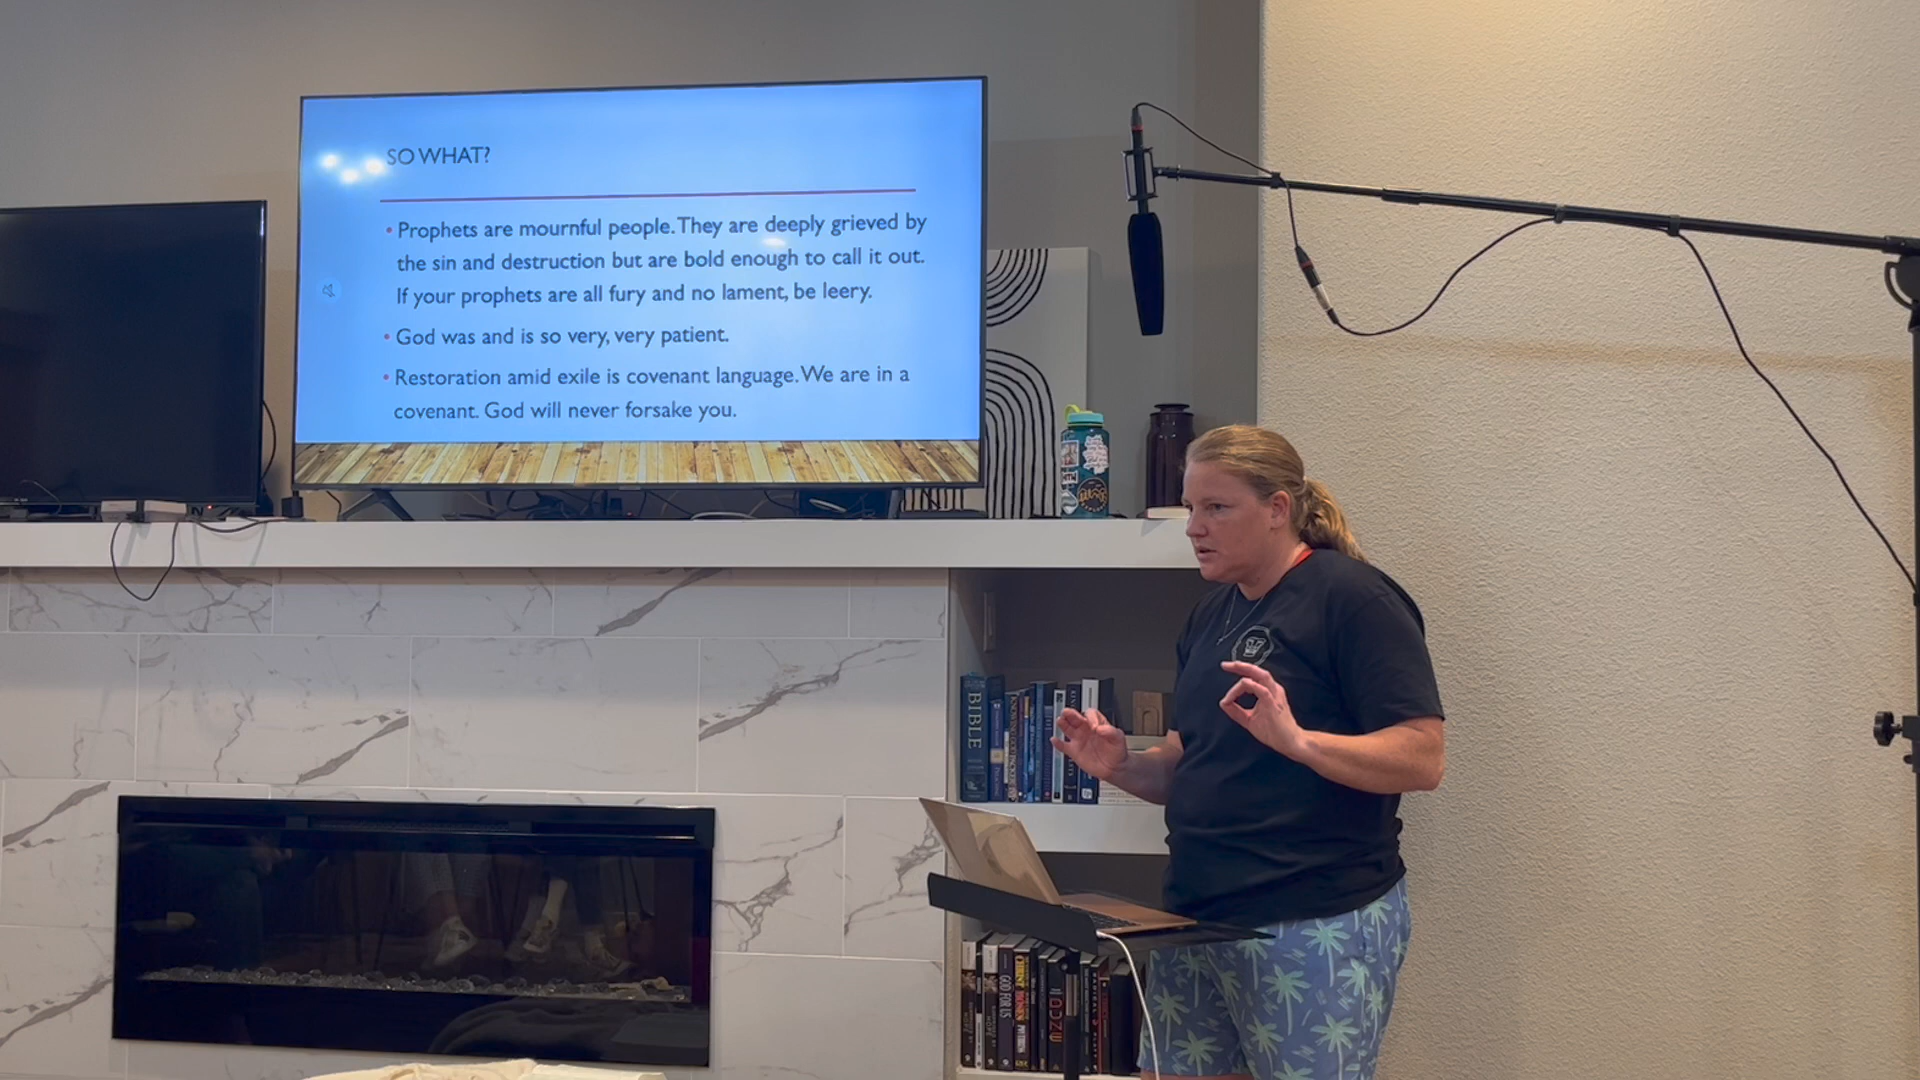 SO WHAT?
• Prophets are mournful people. They are deeply grieved by
the sin and destruction but are bold enough to call it out.
If your prophets are all fury and no lament, be leery.
• God was and is so very, very patient.
• Restoration amid exile is covenant language. We are in a
covenant. God will never forsake you.
BIBLE
GOD FOR US
DUNE